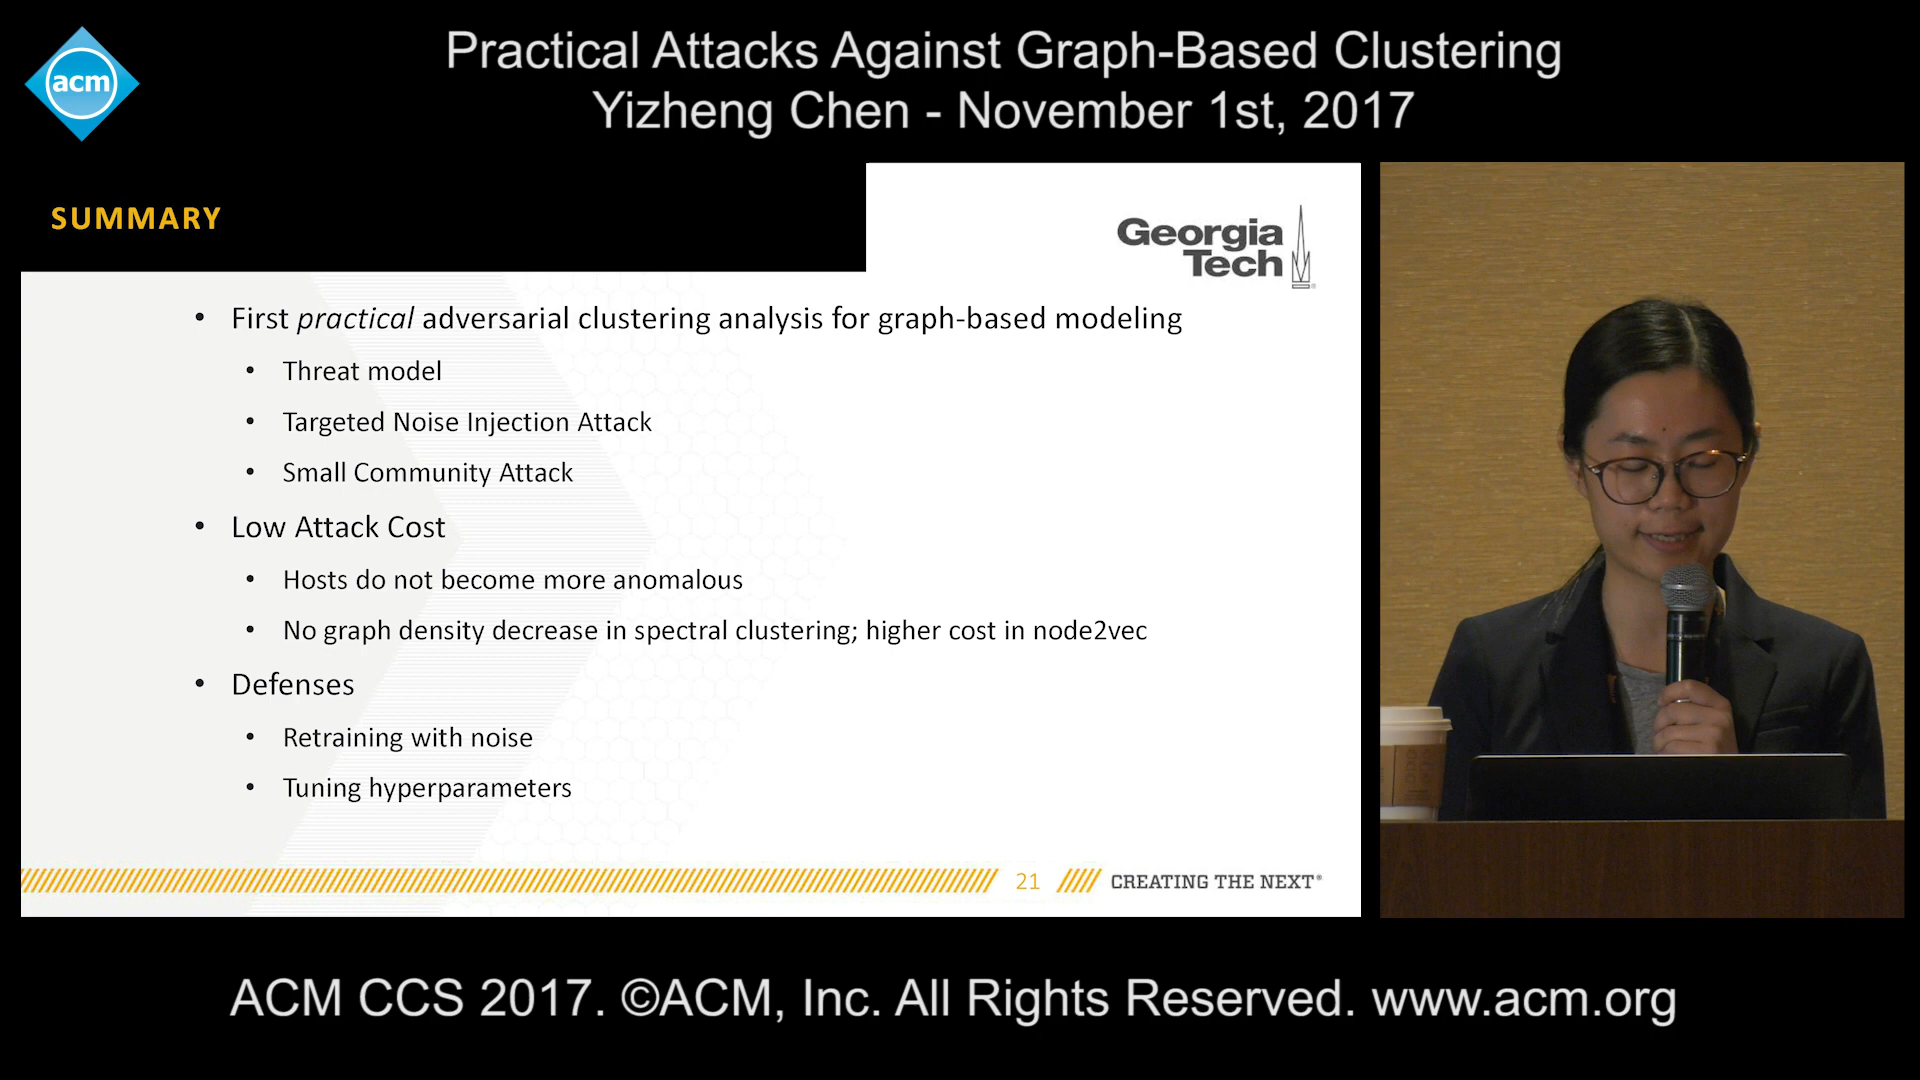 acm
Practical Attacks Against Graph-Based Clustering
Yizheng Chen - November 1st, 2017
SUMMARY
Georgia
Tech
• First practical adversarial clustering analysis for graph-based modeling
• Threat model
• Targeted Noise Injection Attack
• Small Community Attack
• Low Attack Cost
• Hosts do not become more anomalous
• No graph density decrease in spectral clustering; higher cost in node2vec
• Defenses
• Retraining with noise
• Tuning hyperparameters
21
CREATING THE NEXT®
ACM CCS 2017. ©ACM, Inc. All Rights Reserved. www.acm.org